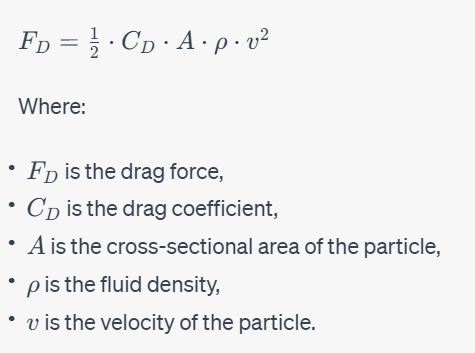 F_D = 1/2 · C_D · A · ρ · v²
Where:
• F_D is the drag force,
• C_D is the drag coefficient,
• A is the cross-sectional area of the particle,
• ρ is the fluid density,
• v is the velocity of the particle.